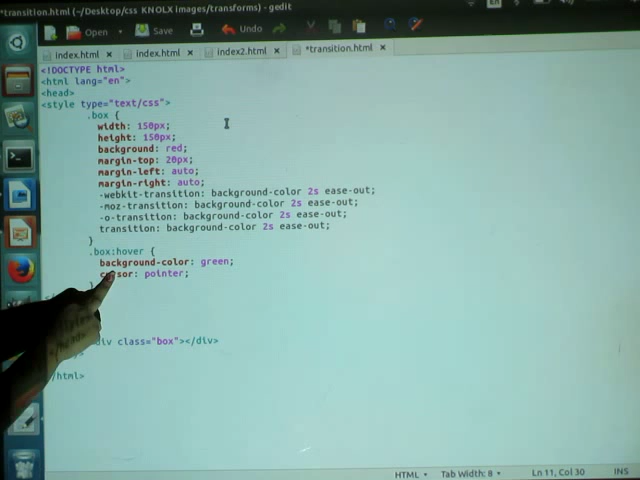 *transition.html (~/Desktop/css KNOLX images/transforms) - gedit
Open Save Undo
index.html × index.html × index2.html × *transition.html ×
<!DOCTYPE html>
<html lang="en">
<head>
<style type="text/css">
.box {
width: 150px;
height: 150px;
background: red;
margin-top: 20px;
margin-left: auto;
margin-right: auto;
-webkit-transition: background-color 2s ease-out;
-moz-transition: background-color 2s ease-out;
-o-transition: background-color 2s ease-out;
transition: background-color 2s ease-out;
}
.box:hover {
background-color: green;
cursor: pointer;
}
div class="box"></div>
/html>
HTML Tab Width: 8 Ln 11, Col 30 INS